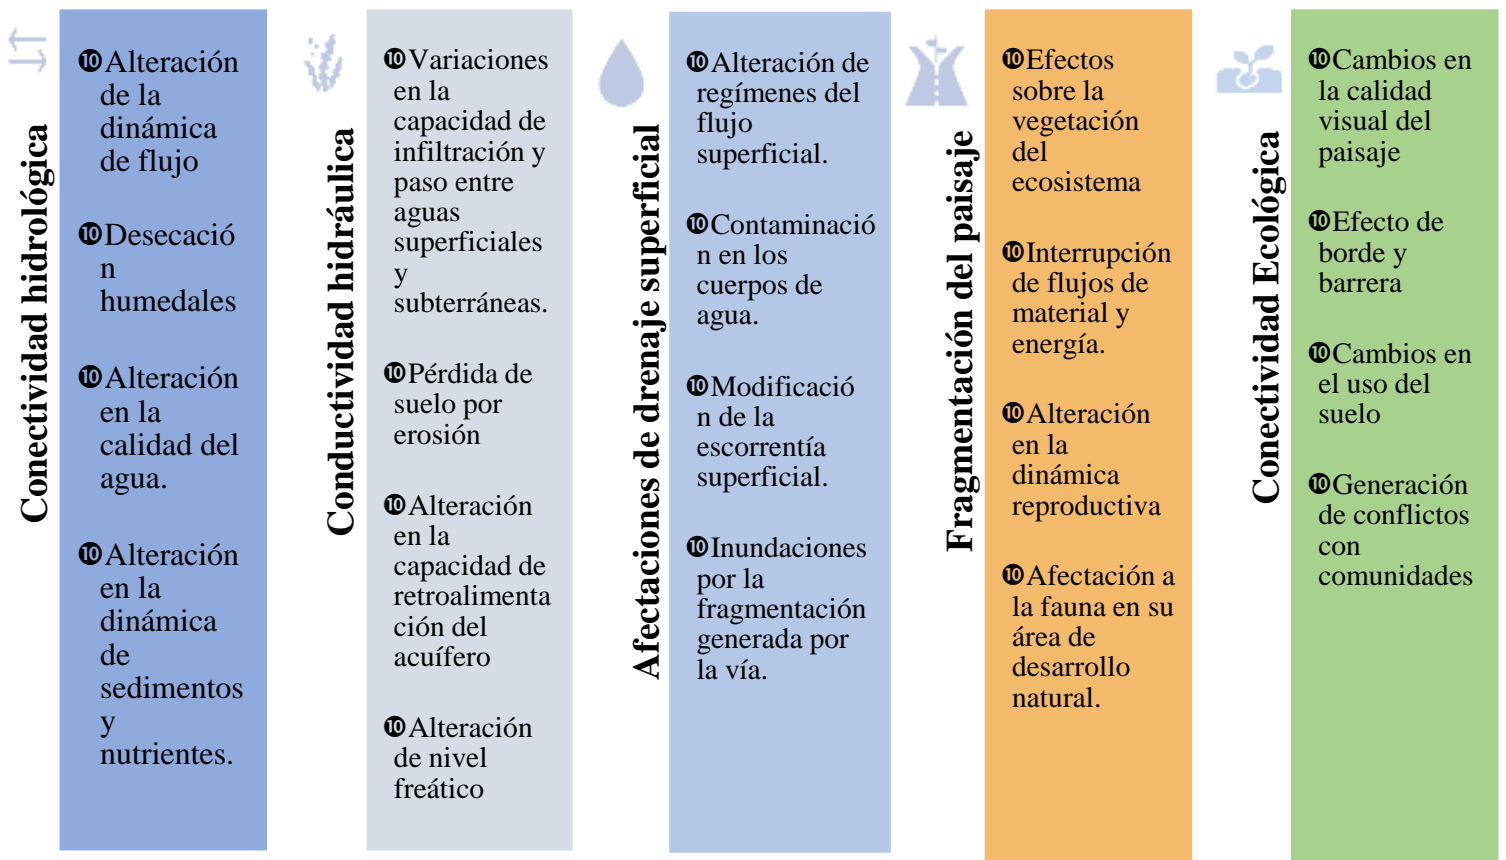 Conectividad hidrológica
❿Alteración
de la
dinámica
de flujo
❿Desecació
n
humedales
❿Alteración
en la
calidad del
agua.
❿Alteración
en la
dinámica
de
sedimentos
y
nutrientes.
Conductividad hidráulica
❿Variaciones
en la
capacidad de
infiltración y
paso entre
aguas
superficiales
y
subterráneas.
❿Pérdida de
suelo por
erosión
❿Alteración
en la
capacidad de
retroalimenta
ción del
acuífero
❿Alteración
de nivel
freático
Afectaciones de drenaje superficial
❿Alteración de
regímenes del
flujo
superficial.
❿Contaminació
n en los
cuerpos de
agua.
❿Modificació
n de la
escorrentía
superficial.
❿Inundaciones
por la
fragmentación
generada por
la vía.
Fragmentación del paisaje
❿Efectos
sobre la
vegetación
del
ecosistema
❿Interrupción
de flujos de
material y
energía.
❿Alteración
en la
dinámica
reproductiva
❿Afectación a
la fauna en su
área de
desarrollo
natural.
Conectividad Ecológica
❿Cambios en
la calidad
visual del
paisaje
❿Efecto de
borde y
barrera
❿Cambios en
el uso del
suelo
❿Generación
de conflictos
con
comunidades